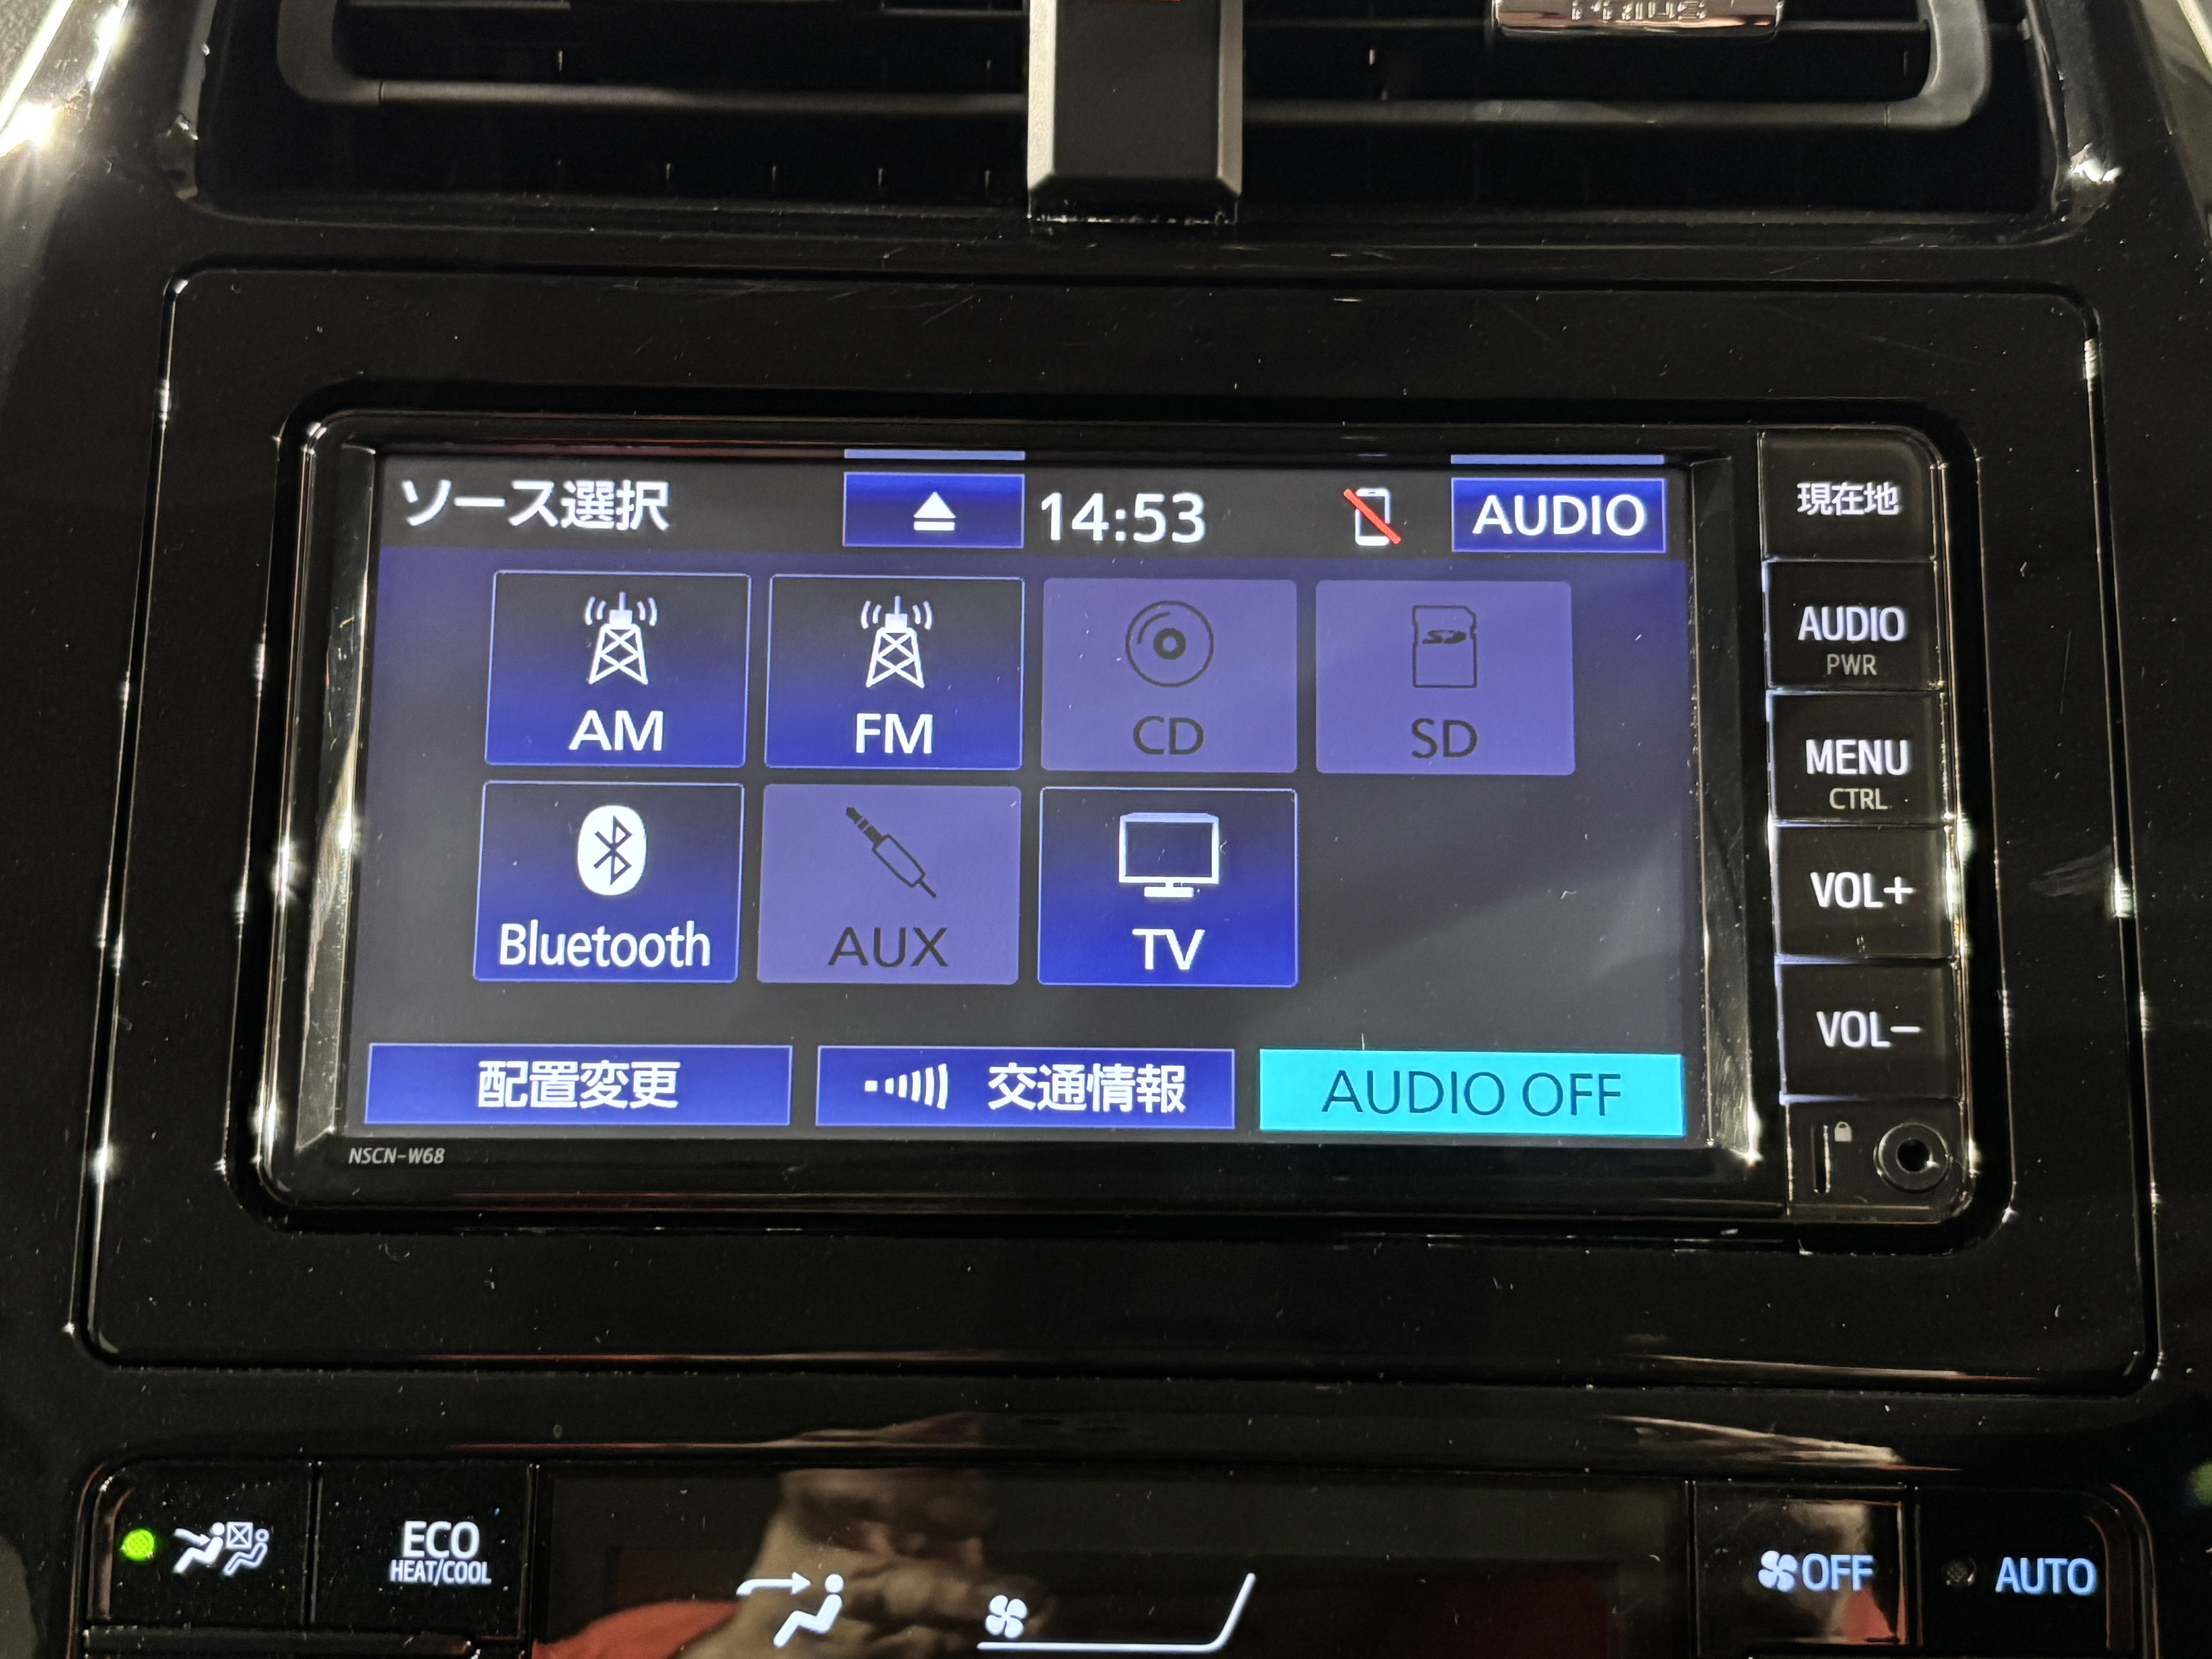 ソース選択
14:53
AUDIO
現在地
AM
FM
CD
SD
SD
AUDIO
PWR
MENU
CTRL
Bluetooth
AUX
TV
VOL+
VOL−
配置変更
交通情報
AUDIO OFF
NSCN-W68
ECO
HEAT/COOL
OFF
AUTO